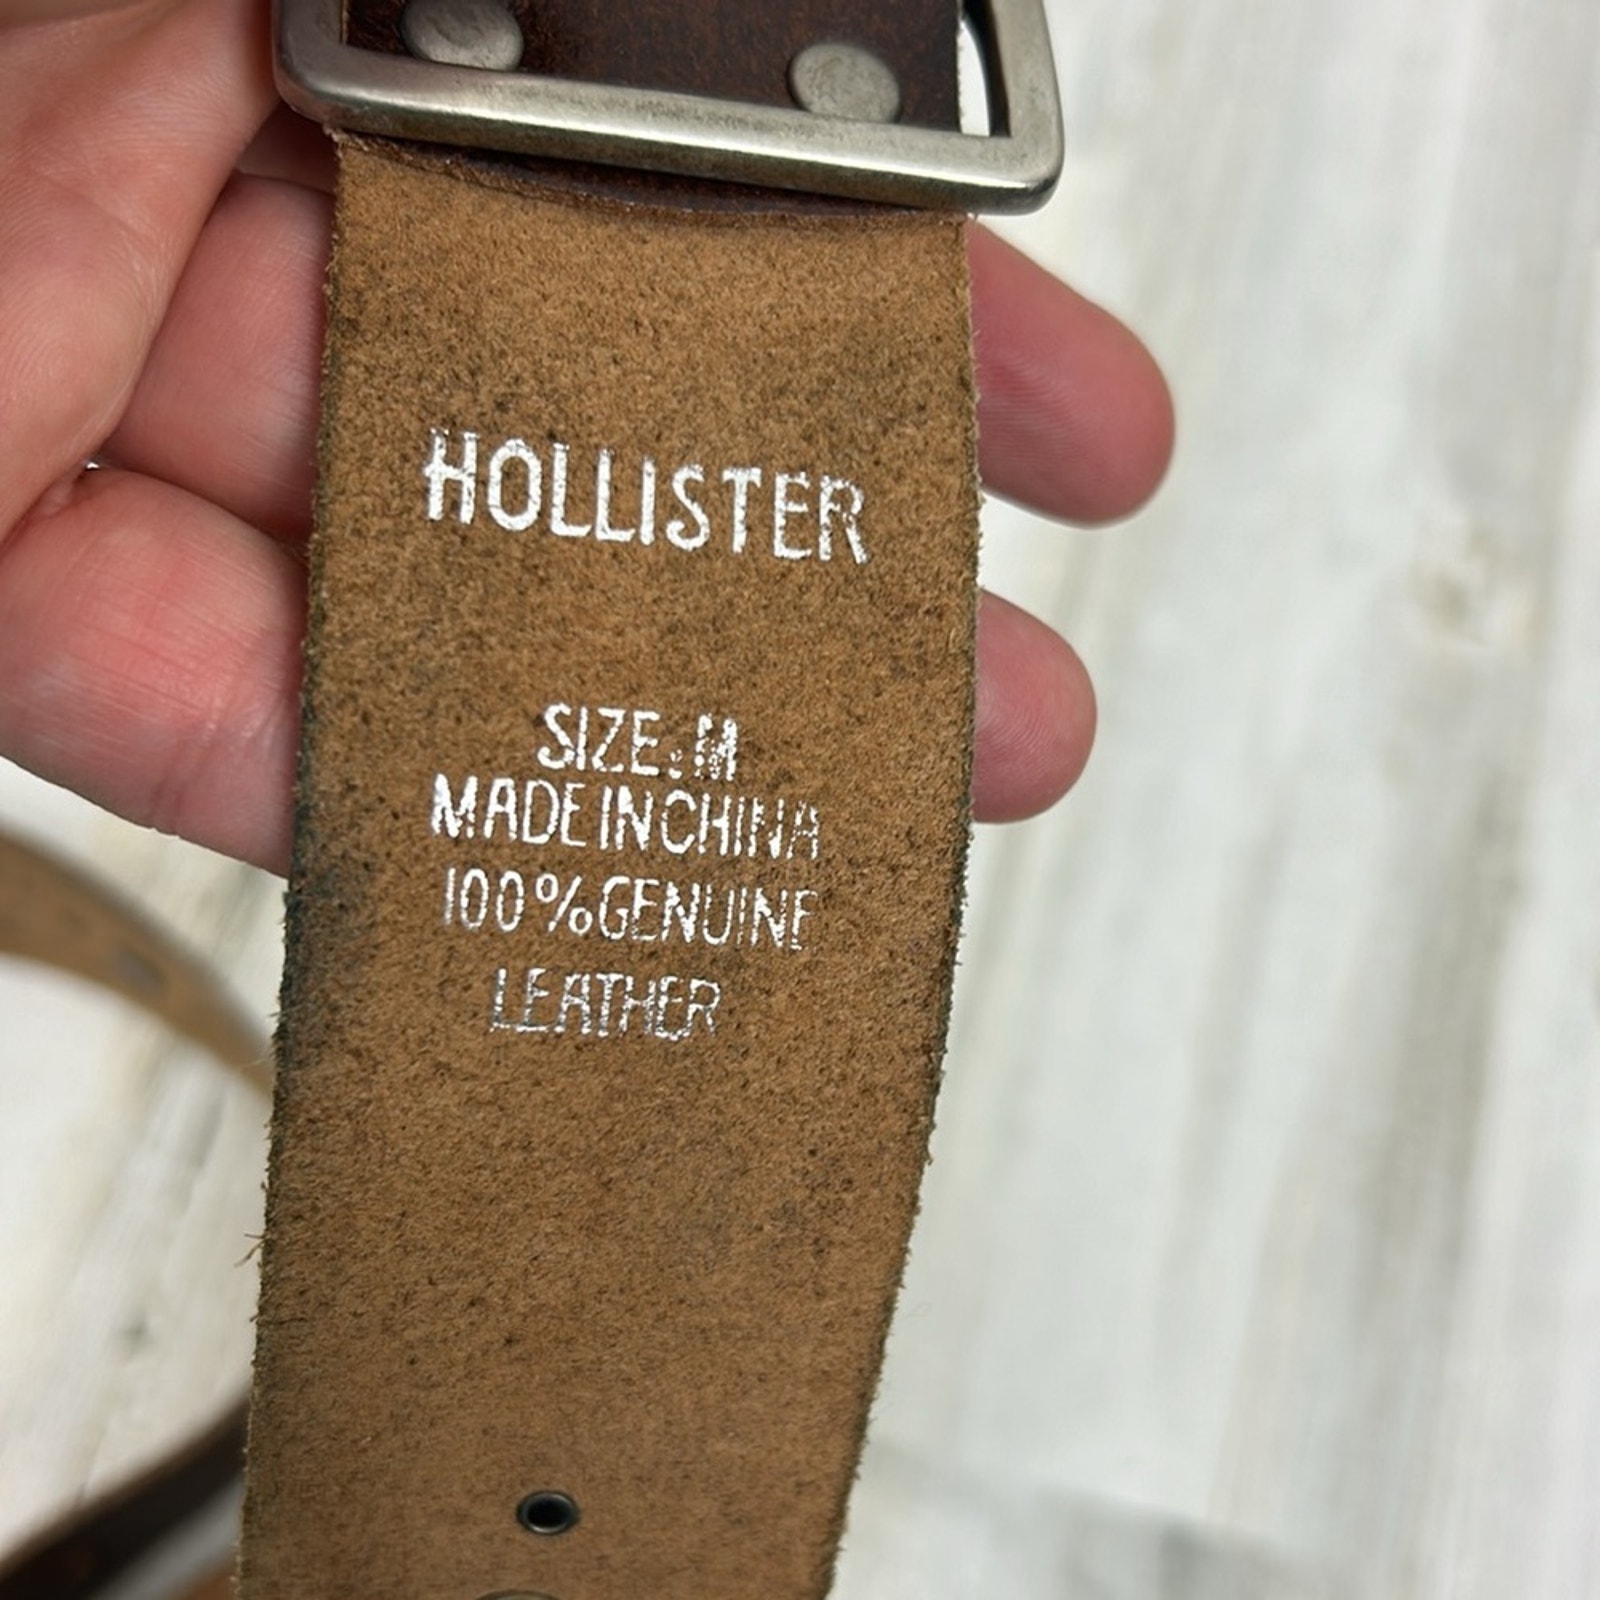 HOLLISTER
SIZE:M
MADE IN CHINA
100% GENUINE
LEATHER